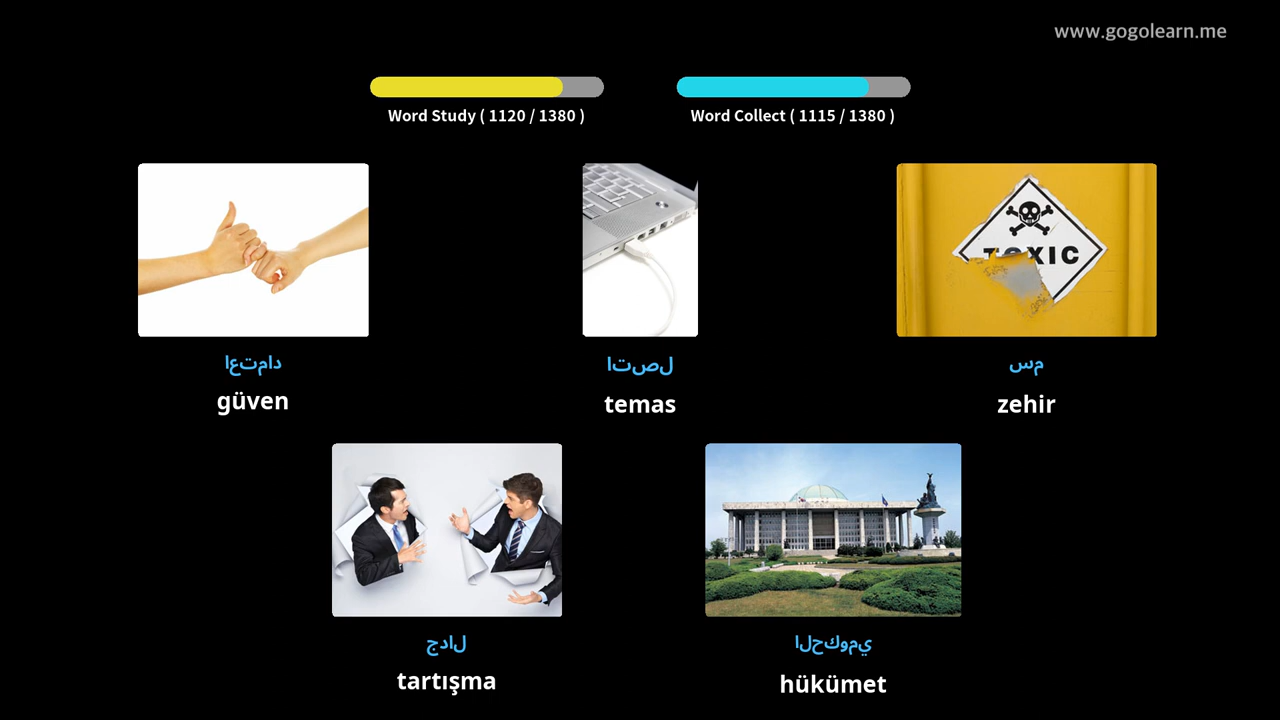 www.gogolearn.me
Word Study ( 1120 / 1380 )
Word Collect ( 1115 / 1380 )
اعتماد
güven
اتصل
temas
سم
zehir
TOXIC
جدال
tartışma
الحكومي
hükümet